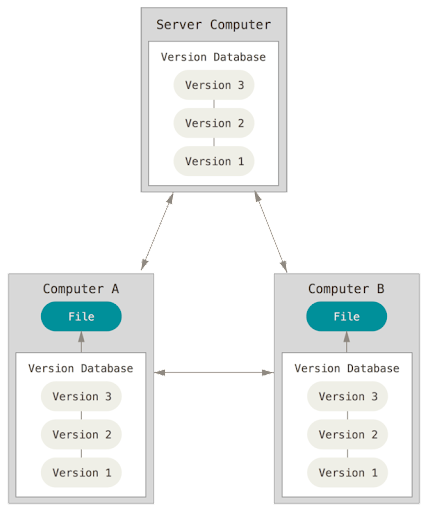 Server Computer
Version Database
Version 3
Version 2
Version 1
Computer A
File
Version Database
Version 3
Version 2
Version 1
Computer B
File
Version Database
Version 3
Version 2
Version 1